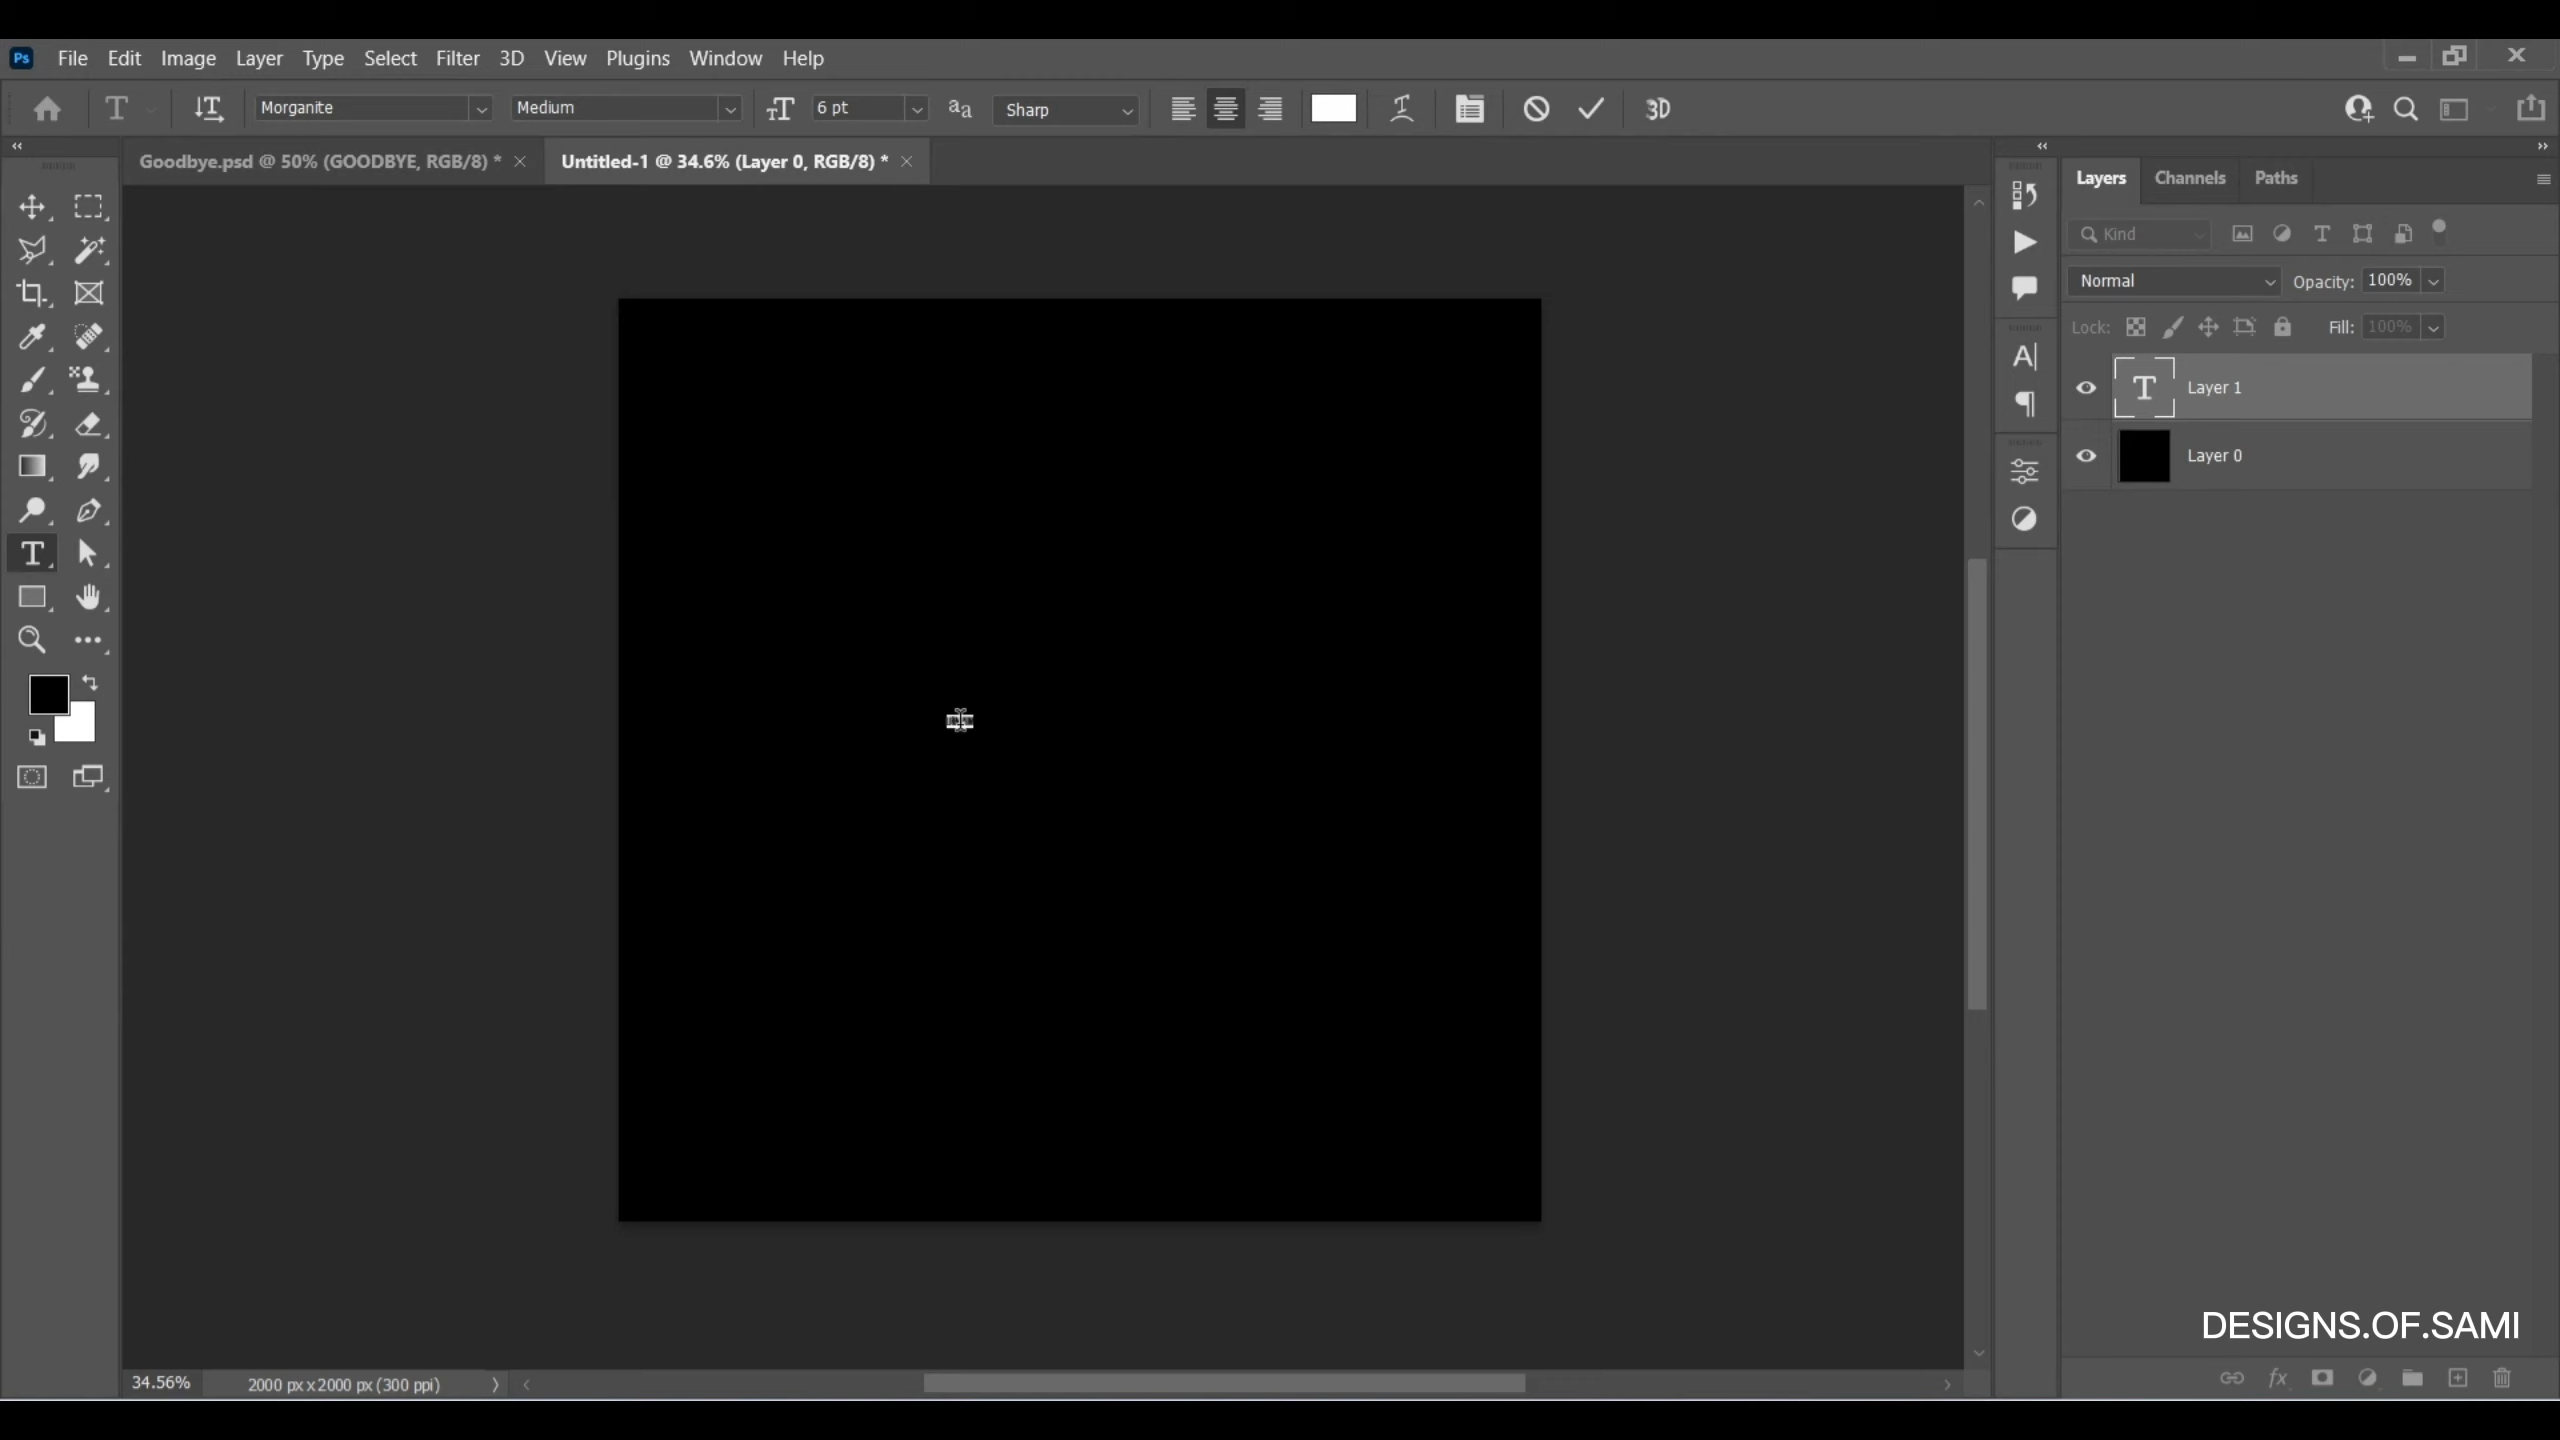 Ps File Edit Image Layer Type Select Filter 3D View Plugins Window Help
Morganite Medium 6 pt Sharp 3D
Goodbye.psd @ 50% (GOODBYE, RGB/8) *
Untitled-1 @ 34.6% (Layer 0, RGB/8) *
Layers Channels Paths
Kind
Normal Opacity: 100%
Lock: Fill: 100%
Layer 1
Layer 0
DESIGNS.OF.SAMI
34.56% 2000 px x 2000 px (300 ppi)